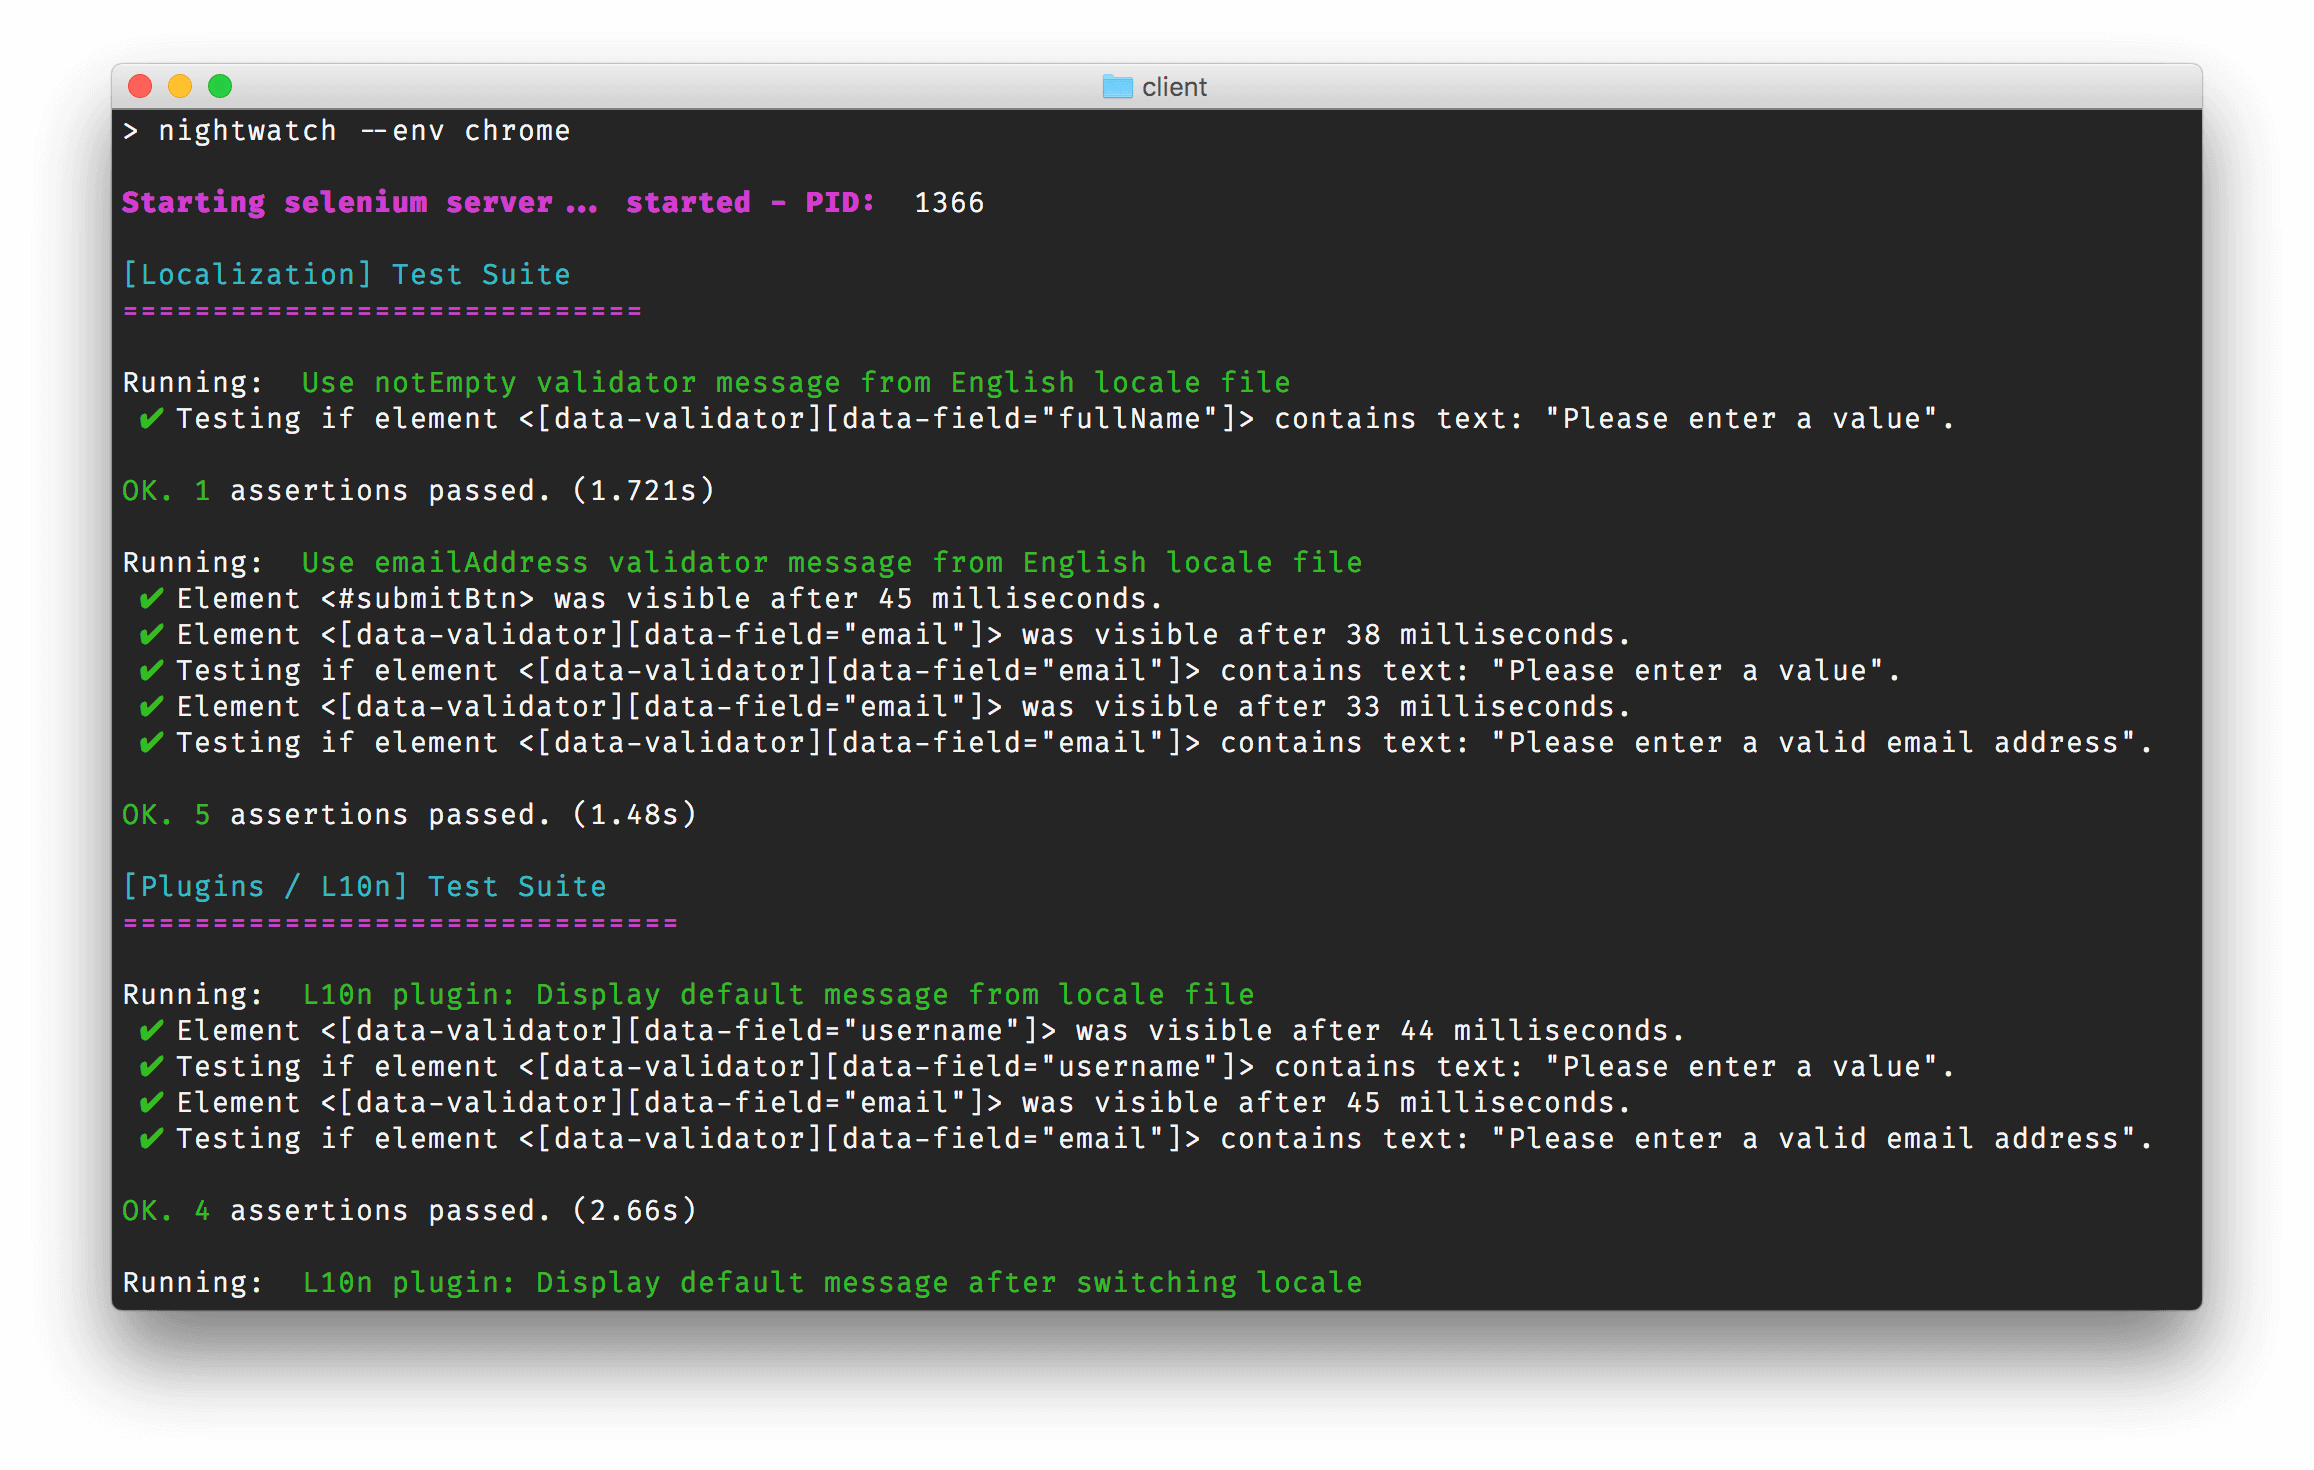 client
> nightwatch --env chrome
Starting selenium server... started - PID:  1366
[Localization] Test Suite
=============================
Running:  Use notEmpty validator message from English locale file
✔ Testing if element <[data-validator][data-field="fullName"]> contains text: "Please enter a value".
OK. 1 assertions passed. (1.721s)
Running:  Use emailAddress validator message from English locale file
✔ Element <#submitBtn> was visible after 45 milliseconds.
✔ Element <[data-validator][data-field="email"]> was visible after 38 milliseconds.
✔ Testing if element <[data-validator][data-field="email"]> contains text: "Please enter a value".
✔ Element <[data-validator][data-field="email"]> was visible after 33 milliseconds.
✔ Testing if element <[data-validator][data-field="email"]> contains text: "Please enter a valid email address".
OK. 5 assertions passed. (1.48s)
[Plugins / L10n] Test Suite
===============================
Running:  L10n plugin: Display default message from locale file
✔ Element <[data-validator][data-field="username"]> was visible after 44 milliseconds.
✔ Testing if element <[data-validator][data-field="username"]> contains text: "Please enter a value".
✔ Element <[data-validator][data-field="email"]> was visible after 45 milliseconds.
✔ Testing if element <[data-validator][data-field="email"]> contains text: "Please enter a valid email address".
OK. 4 assertions passed. (2.66s)
Running:  L10n plugin: Display default message after switching locale